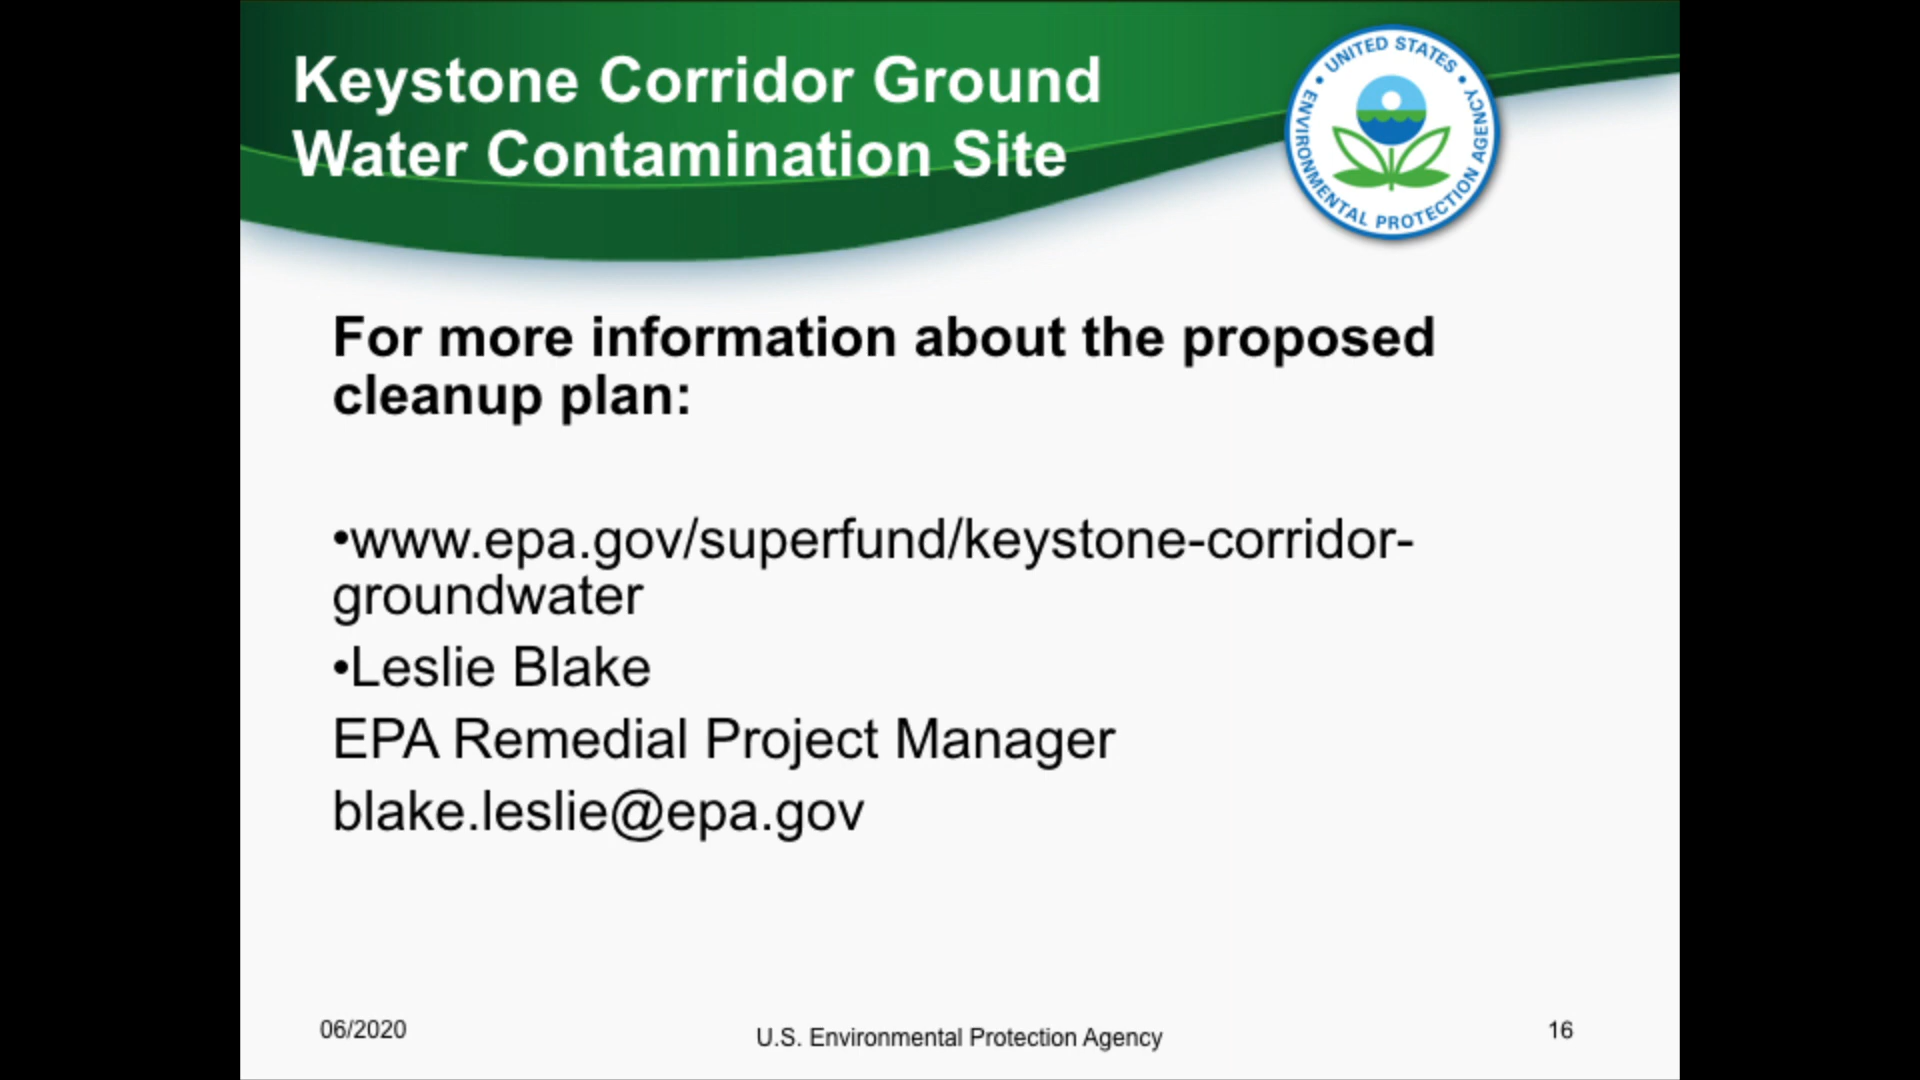 Keystone Corridor Ground
Water Contamination Site
UNITED STATES
ENVIRONMENTAL PROTECTION AGENCY
For more information about the proposed
cleanup plan:
•www.epa.gov/superfund/keystone-corridor-
groundwater
•Leslie Blake
EPA Remedial Project Manager
blake.leslie@epa.gov
06/2020
U.S. Environmental Protection Agency
16